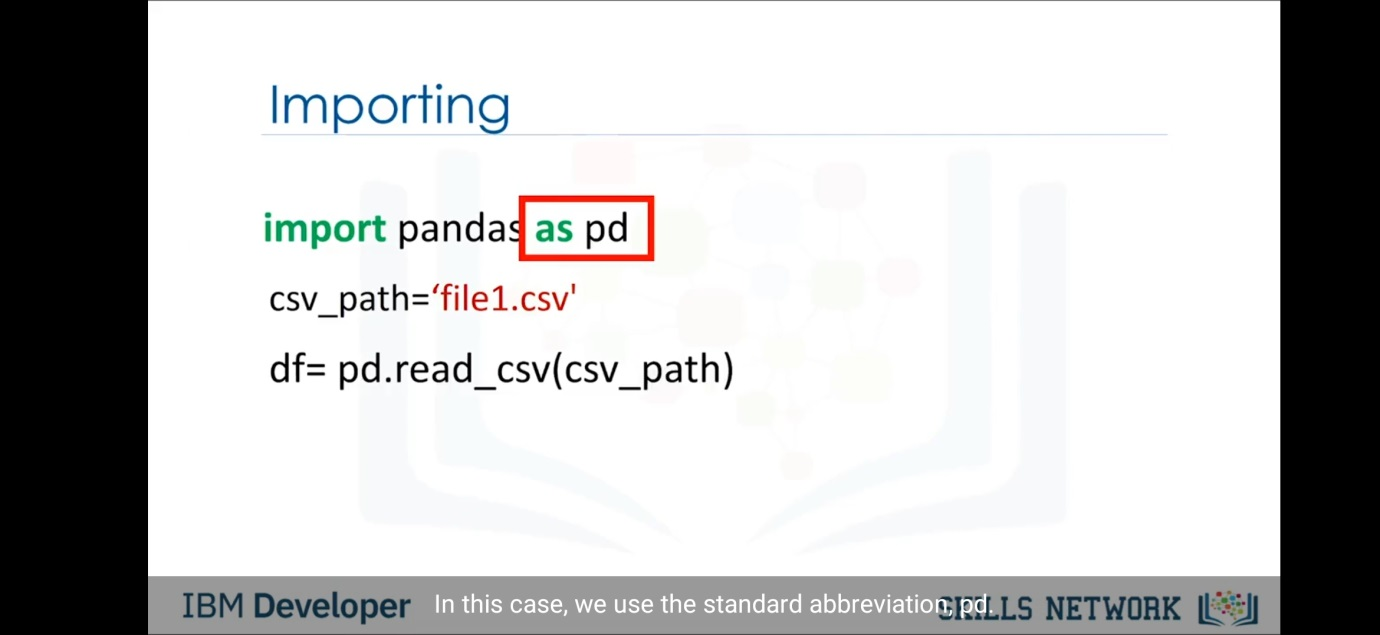 Importing
import pandas as pd
csv_path=‘file1.csv'
df= pd.read_csv(csv_path)
IBM Developer
In this case, we use the standard abbreviation, pd.
SKILLS NETWORK